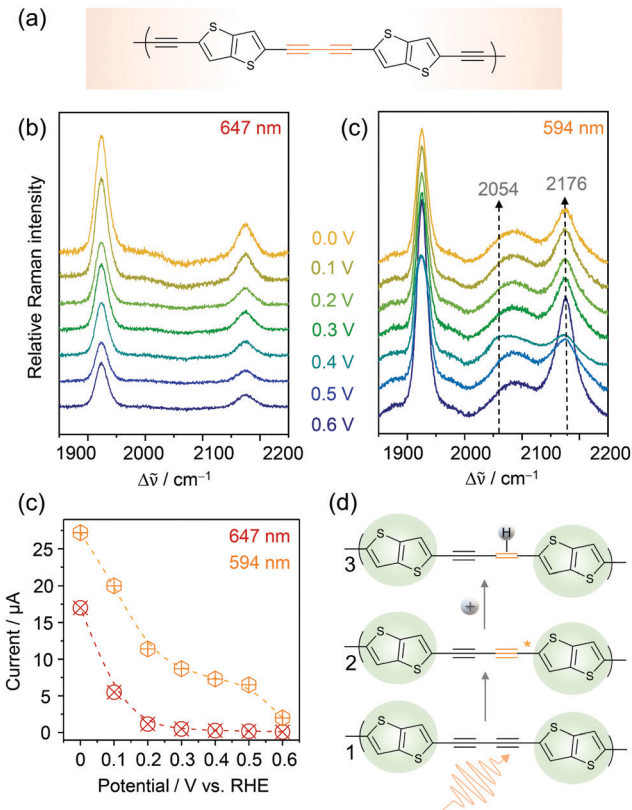 (a)
S S S S
(b) 647 nm
(c) 594 nm
2054 2176
Relative Raman intensity
0.0 V
0.1 V
0.2 V
0.3 V
0.4 V
0.5 V
0.6 V
1900 2000 2100 2200
1900 2000 2100 2200
Δν̃ / cm⁻¹
Δν̃ / cm⁻¹
(c)
647 nm
594 nm
Current / µA
25
20
15
10
5
0
0 0.1 0.2 0.3 0.4 0.5 0.6
Potential / V vs. RHE
(d)
H
S S S S
3
+
S S S S
2 *
S S S S
1